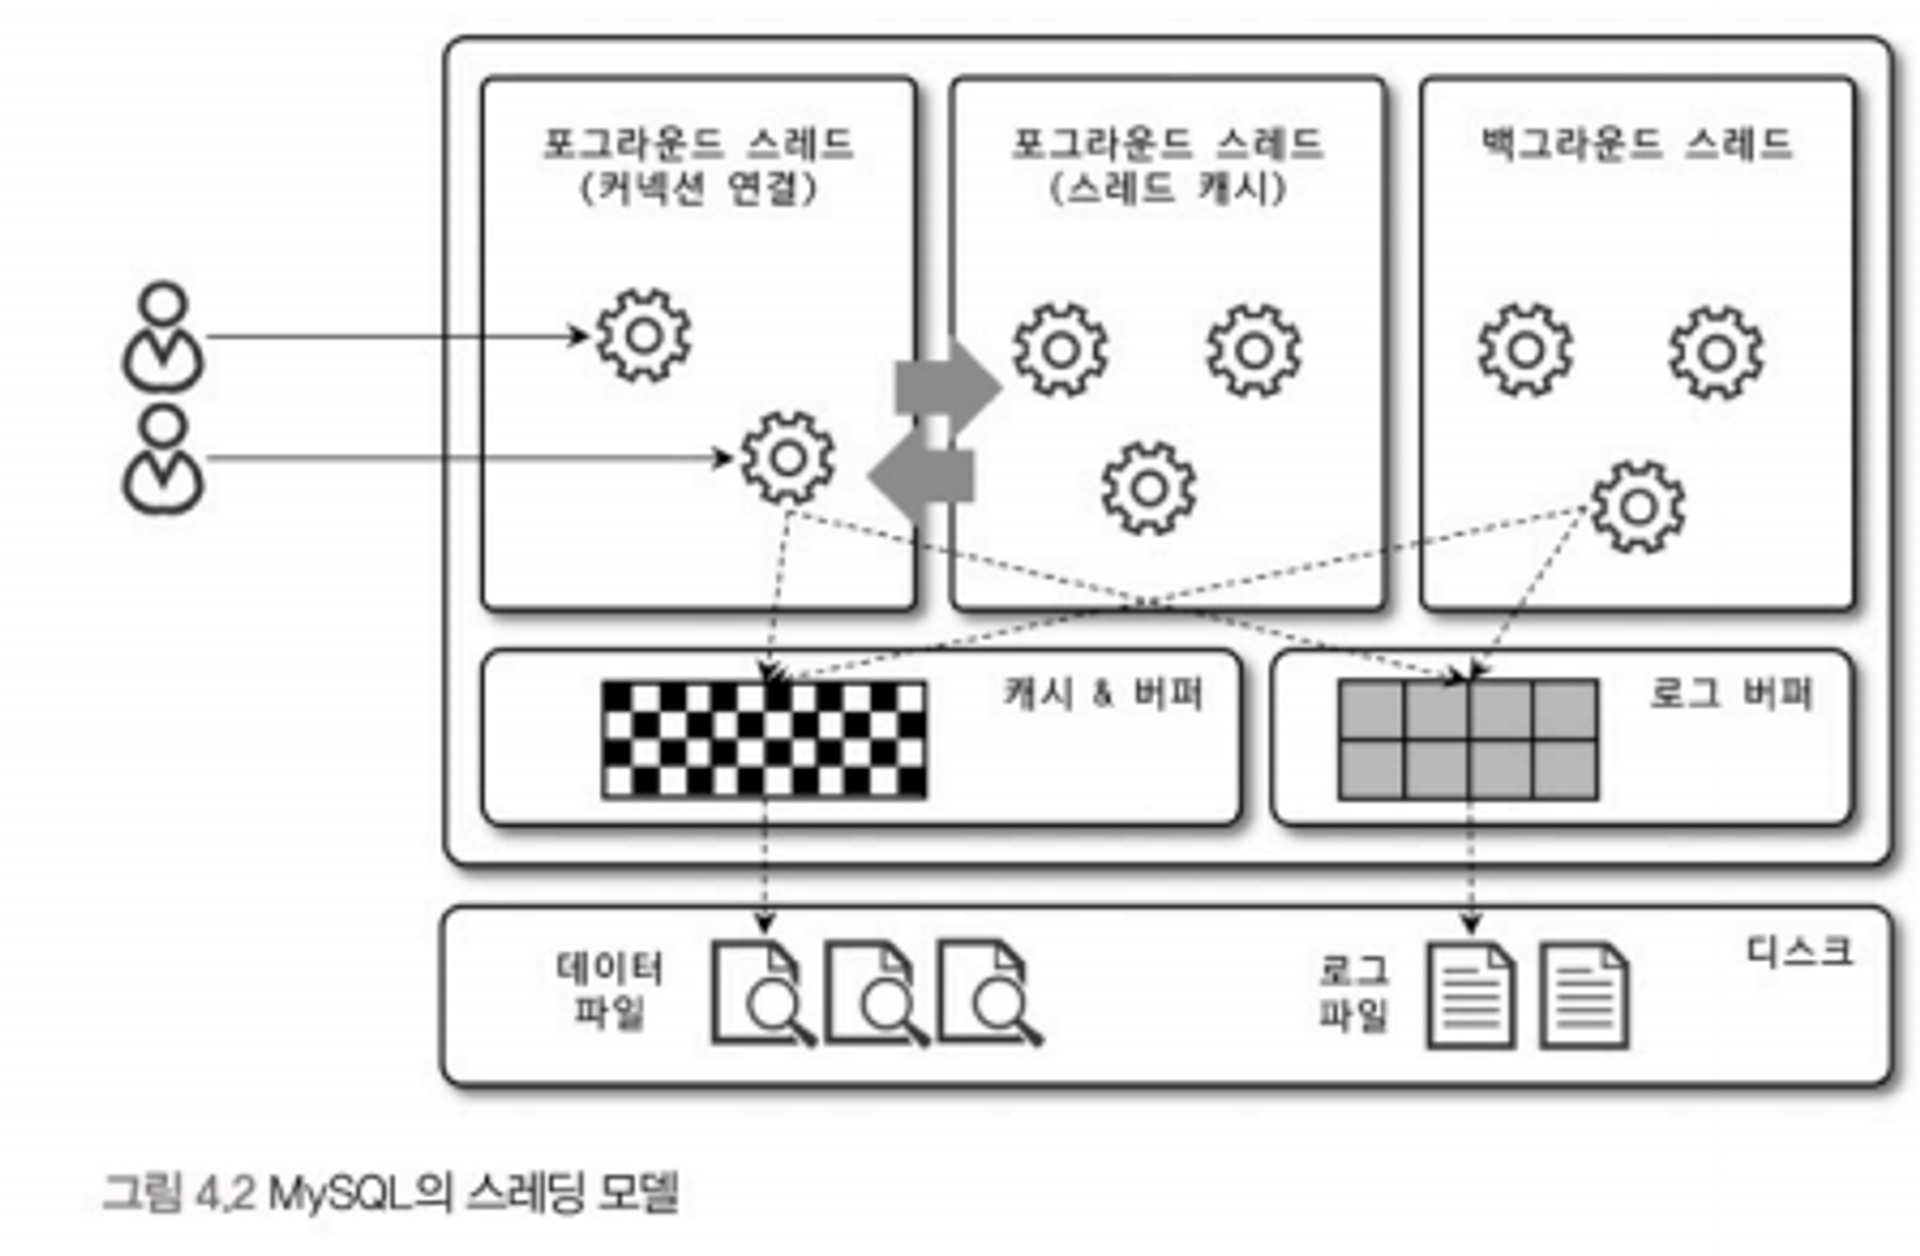 포그라운드 스레드
(커넥션 연결)
포그라운드 스레드
(스레드 캐시)
백그라운드 스레드
캐시 & 버퍼
로그 버퍼
디스크
데이터
파일
로그
파일
그림 4.2 MySQL의 스레딩 모델